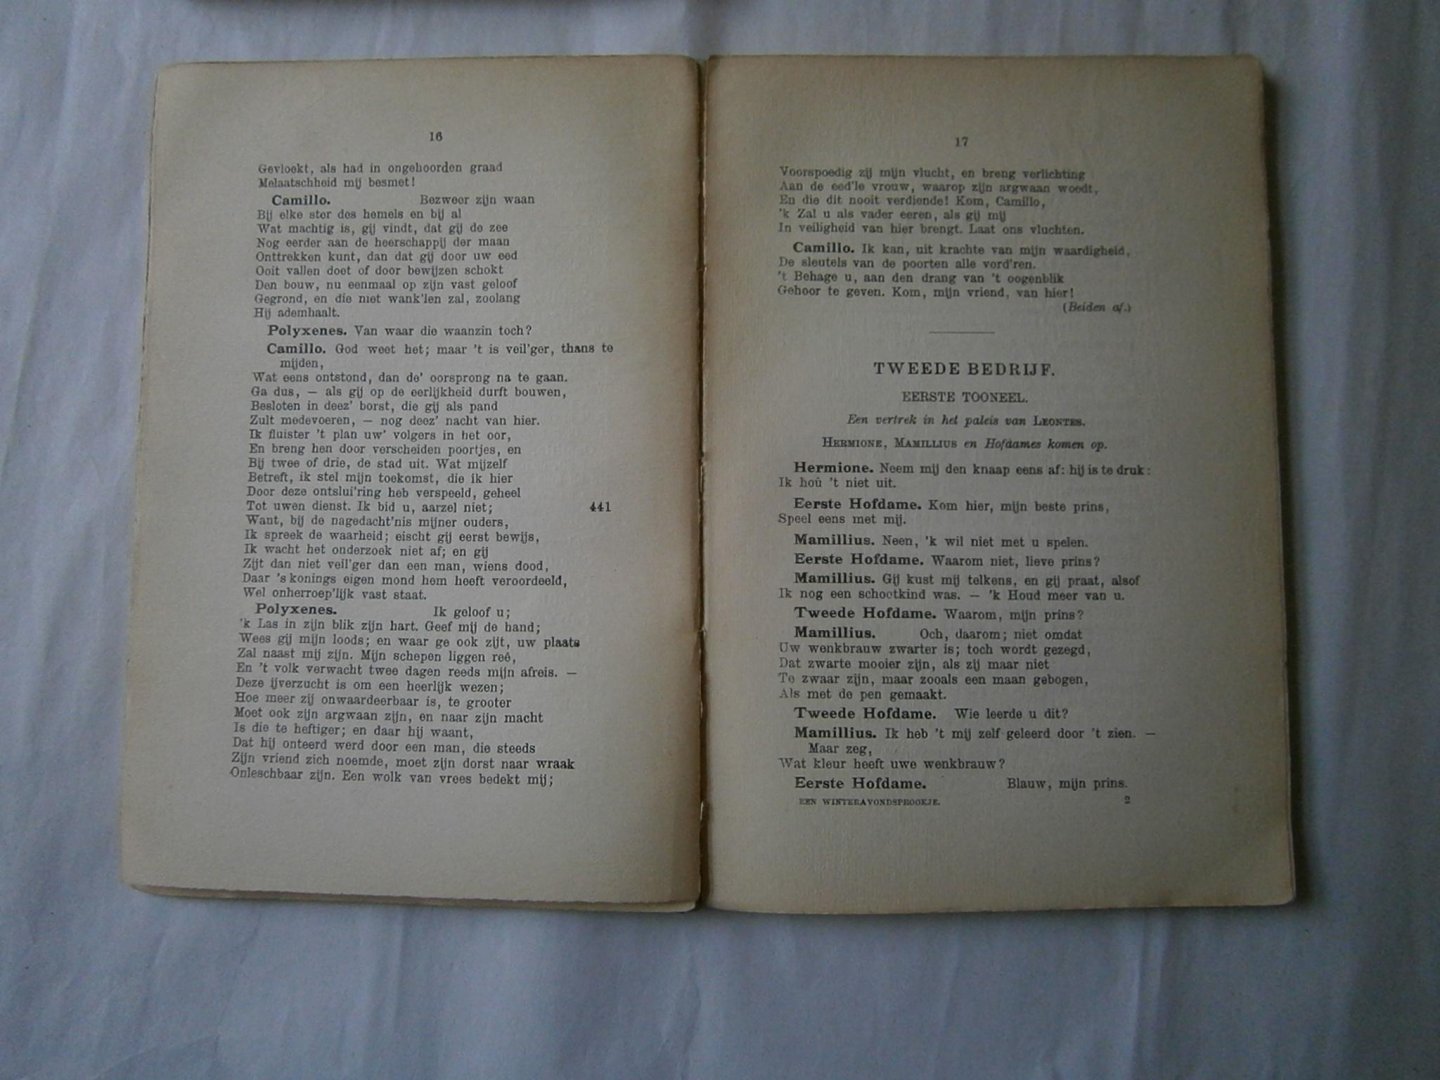 16
Gevloekt, als had in ongehoorden graad
Melaatschheid mij besmet!
Camillo. Bezweer zijn waan
Bij elke ster des hemels en bij al
Wat machtig is, gij vindt, dat gij de zee
Nog eerder aan de heerschappij der maan
Onttrekken kunt, dan dat gij door uw eed
Ooit vallen doet of door bewijzen schokt
Den bouw, nu eenmaal op zijn vast geloof
Gegrond, en die niet wank'len zal, zoolang
Hij ademhaalt.
Polyxenes. Van waar die waanzin toch?
Camillo. God weet het; maar 't is veil'ger, thans te
mijden,
Wat eens ontstond, dan de' oorsprong na te gaan.
Ga dus, — als gij op de eerlijkheid durft bouwen,
Besloten in deez' borst, die gij als pand
Zult medevoeren, — nog deez' nacht van hier.
Ik fluister 't plan uw' volgers in het oor,
En breng hen door verscheiden poortjes, en
Bij twee of drie, de stad uit. Wat mijzelf
Betreft, ik stel mijn toekomst, die ik hier
Door deze ontslui'ring heb verspeeld, geheel
Tot uwen dienst. Ik bid u, aarzel niet; 441
Want, bij de nagedacht'nis mijner ouders,
Ik spreek de waarheid; eischt gij eerst bewijs,
Ik wacht het onderzoek niet af; en gij
Zijt dan niet veil'ger dan een man, wiens dood,
Daar 's konings eigen mond hem heeft veroordeeld,
Wel onherroep'lijk vast staat.
Polyxenes. Ik geloof u;
'k Las in zijn blik zijn hart. Geef mij de hand;
Wees gij mijn loods; en waar ge ook zijt, uw plaats
Zal naast mij zijn. Mijn schepen liggen reê,
En 't volk verwacht twee dagen reeds mijn afreis. —
Deze ijverzucht is om een heerlijk wezen;
Hoe meer zij onwaardeerbaar is, te grooter
Moet ook zijn argwaan zijn, en naar zijn macht
Is die te heftiger; en daar hij waant,
Dat hij onteerd werd door een man, die steeds
Zijn vriend zich noemde, moet zijn dorst naar wraak
Onleschbaar zijn. Een wolk van vrees bedekt mij;
17
Voorspoedig zij mijn vlucht, en breng verlichting
Aan de eed'le vrouw, waarop zijn argwaan woedt,
En die dit nooit verdiende! Kom, Camillo,
'k Zal u als vader eeren, als gij mij
In veiligheid van hier brengt. Laat ons vluchten.
Camillo. Ik kan, uit krachte van mijn waardigheid,
De sleutels van de poorten alle vord'ren.
't Behage u, aan den drang van 't oogenblik
Gehoor te geven. Kom, mijn vriend, van hier!
(Beiden af.)
TWEEDE BEDRIJF.
EERSTE TOONEEL.
Een vertrek in het paleis van LEONTES.
HERMIONE, MAMILLIUS en Hofdames komen op.
Hermione. Neem mij den knaap eens af: hij is te druk:
Ik hoû 't niet uit.
Eerste Hofdame. Kom hier, mijn beste prins,
Speel eens met mij.
Mamillius. Neen, 'k wil niet met u spelen.
Eerste Hofdame. Waarom niet, lieve prins?
Mamillius. Gij kust mij telkens, en gij praat, alsof
Ik nog een schootkind was. — 'k Houd meer van u.
Tweede Hofdame. Waarom, mijn prins?
Mamillius. Och, daarom; niet omdat
Uw wenkbrauw zwarter is; toch wordt gezegd,
Dat zwarte mooier zijn, als zij maar niet
Te zwaar zijn, maar zooals een maan gebogen,
Als met de pen gemaakt.
Tweede Hofdame. Wie leerde u dit?
Mamillius. Ik heb 't mij zelf geleerd door 't zien. —
Maar zeg,
Wat kleur heeft uwe wenkbrauw?
Eerste Hofdame. Blauw, mijn prins.
EEN WINTERAVONDSPROOKJE. 2